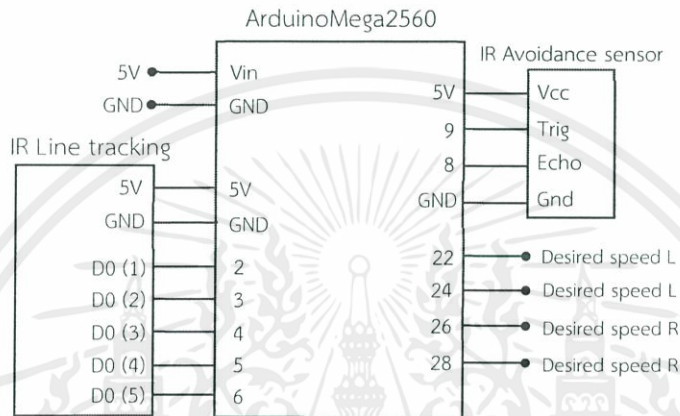 ArduinoMega2560
5V
GND
Vin
GND
IR Line tracking
5V
GND
D0 (1)
D0 (2)
D0 (3)
D0 (4)
D0 (5)
5V
GND
2
3
4
5
6
IR Avoidance sensor
5V
9
8
GND
Vcc
Trig
Echo
Gnd
22
24
26
28
Desired speed L
Desired speed L
Desired speed R
Desired speed R